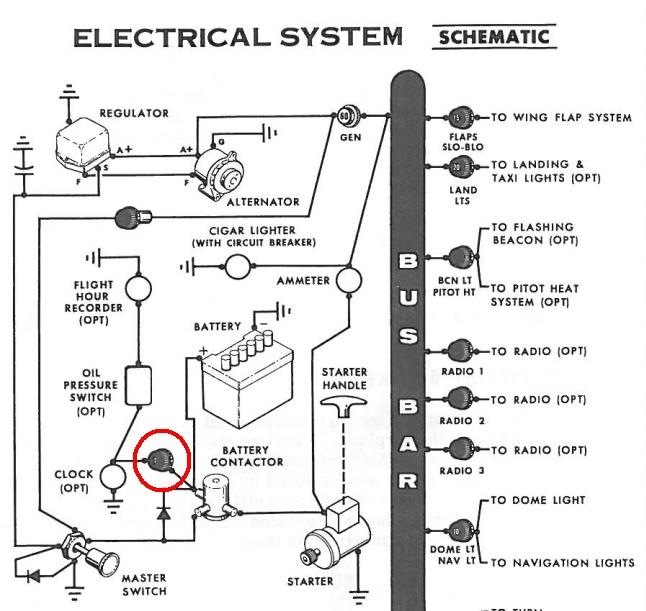 ELECTRICAL SYSTEM SCHEMATIC
REGULATOR
A+
S
F
A+
G
F
ALTERNATOR
60
GEN
15
FLAPS
SLO-BLO
TO WING FLAP SYSTEM
20
LAND
LTS
TO LANDING &
TAXI LIGHTS (OPT)
CIGAR LIGHTER
(WITH CIRCUIT BREAKER)
AMMETER
TO FLASHING
BEACON (OPT)
BCN LT
PITOT HT
TO PITOT HEAT
SYSTEM (OPT)
FLIGHT
HOUR
RECORDER
(OPT)
BATTERY
+
−
BUS BAR
OIL
PRESSURE
SWITCH
(OPT)
STARTER
HANDLE
RADIO 1
TO RADIO (OPT)
RADIO 2
TO RADIO (OPT)
RADIO 3
TO RADIO (OPT)
CLOCK
(OPT)
BATTERY
CONTACTOR
TO DOME LIGHT
10
DOME LT
NAV LT
TO NAVIGATION LIGHTS
MASTER
SWITCH
STARTER
TO TURN